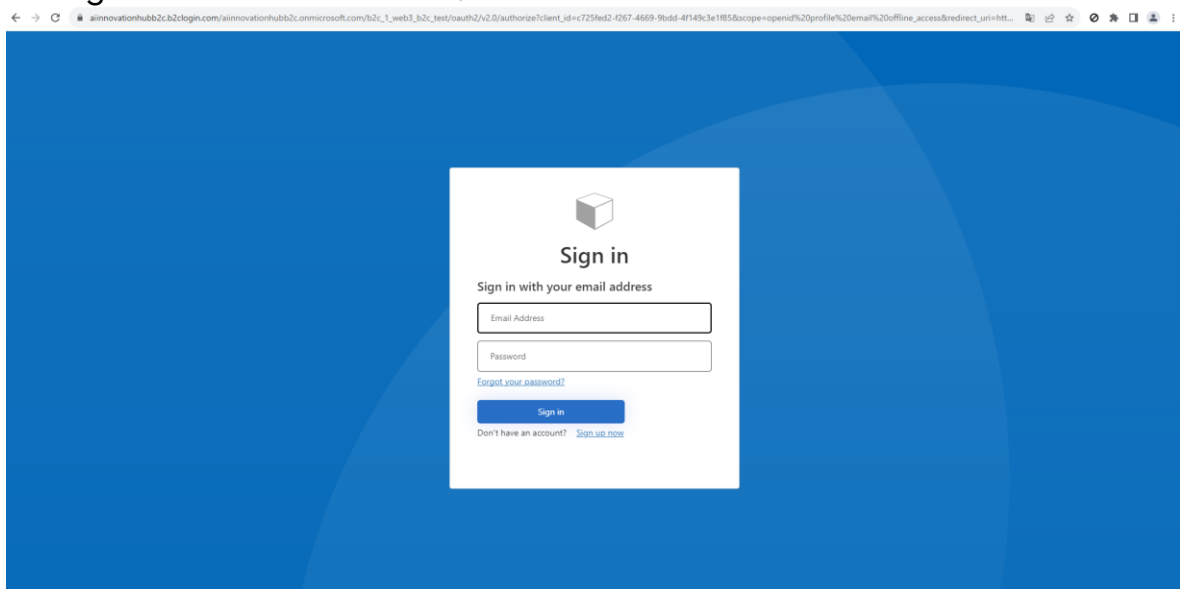 aiinnovationhubb2c.b2clogin.com/aiinnovationhubb2c.onmicrosoft.com/b2c_1_web3_b2c_test/oauth2/v2.0/authorize?client_id=c725fed2-f267-4669-9bdd-4f149c3e1f85&scope=openid%20profile%20email%20offline_access&redirect_uri=htt...
Sign in
Sign in with your email address
Email Address
Password
Forgot your password?
Sign in
Don't have an account? Sign up now